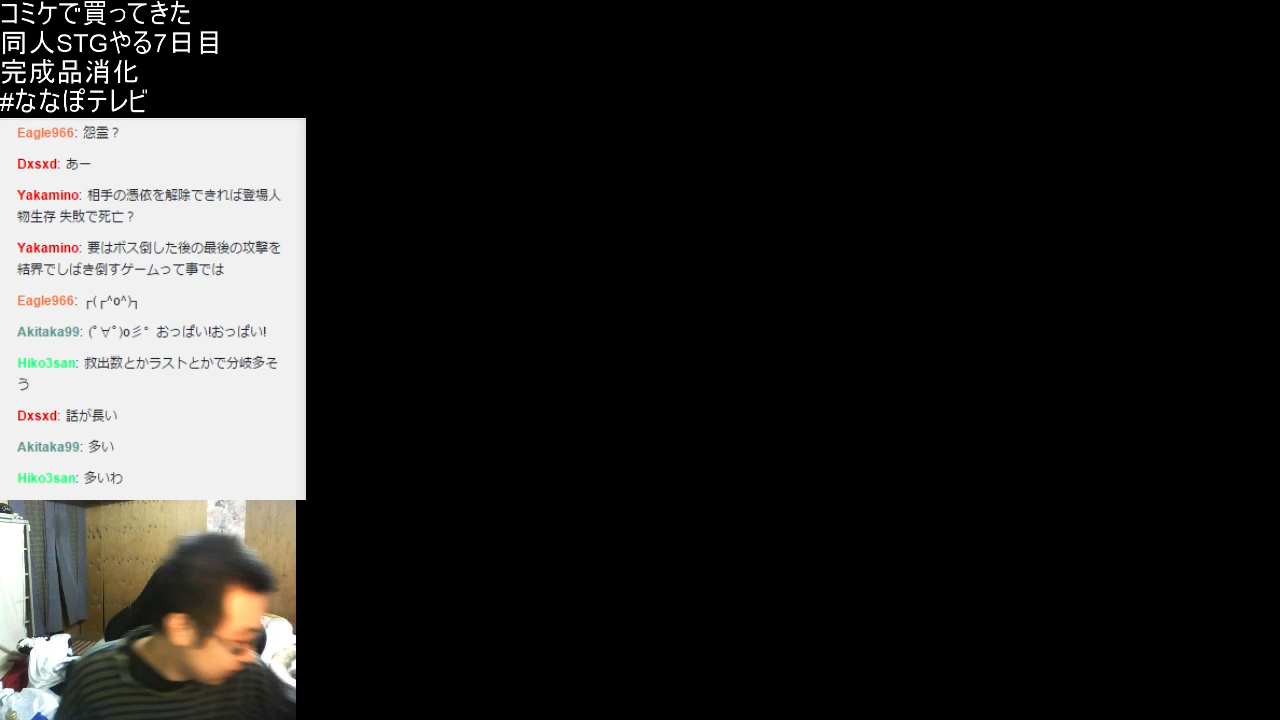 コミケで買ってきた
同人STGやる7日目
完成品消化
#ななぽテレビ
Eagle966: 怨霊？
Dxsxd: あー
Yakamino: 相手の憑依を解除できれば登場人
物生存 失敗で死亡？
Yakamino: 要はボス倒した後の最後の攻撃を
結界でしばき倒すゲームって事では
Eagle966: ┌(┌^o^)┐
Akitaka99: (ﾟ∀ﾟ)o彡ﾟ おっぱい!おっぱい!
Hiko3san: 救出数とかラストとかで分岐多そ
う
Dxsxd: 話が長い
Akitaka99: 多い
Hiko3san: 多いわ